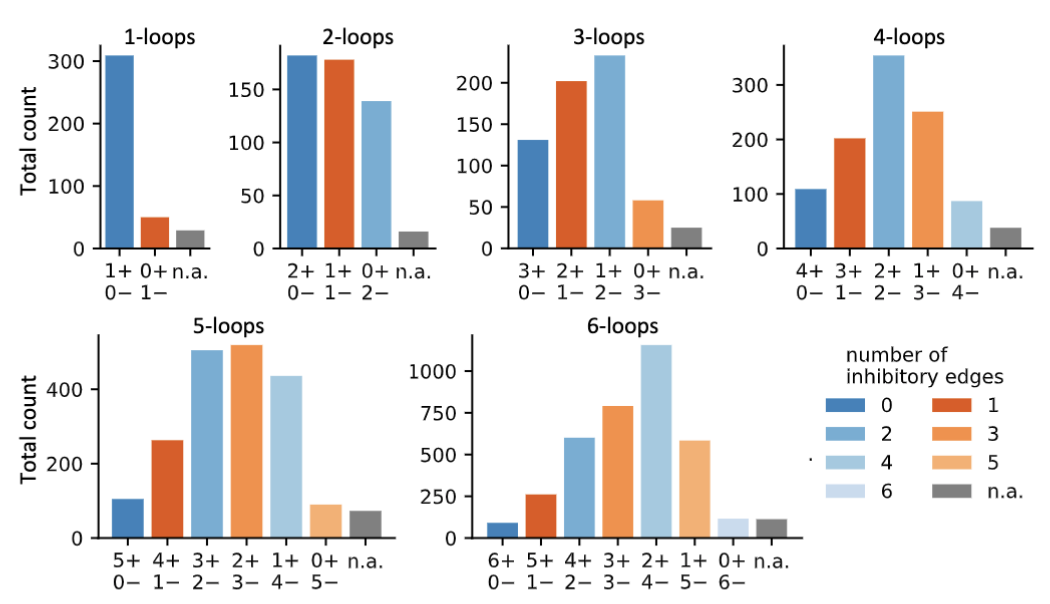 1-loops
Total count
300
200
100
0
1+ 0+ n.a.
0− 1−
2-loops
150
100
50
0
2+ 1+ 0+ n.a.
0− 1− 2−
3-loops
200
150
100
50
0
3+ 2+ 1+ 0+ n.a.
0− 1− 2− 3−
4-loops
300
200
100
0
4+ 3+ 2+ 1+ 0+ n.a.
0− 1− 2− 3− 4−
5-loops
Total count
400
200
0
5+ 4+ 3+ 2+ 1+ 0+ n.a.
0− 1− 2− 3− 4− 5−
6-loops
1000
750
500
250
0
6+ 5+ 4+ 3+ 2+ 1+ 0+ n.a.
0− 1− 2− 3− 4− 5− 6−
number of
inhibitory edges
0 1
2 3
4 5
6 n.a.